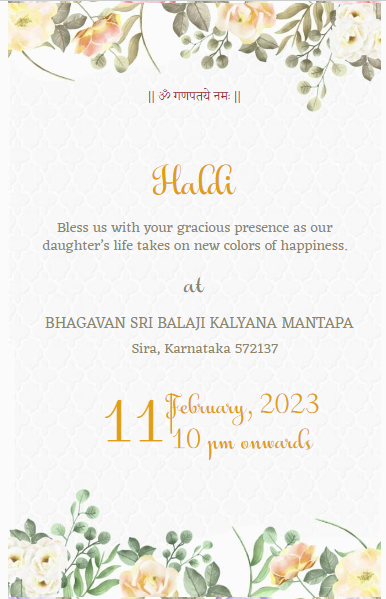 || ॐ गणपतये नमः ||
Haldi
Bless us with your gracious presence as our
daughter's life takes on new colors of happiness.
at
BHAGAVAN SRI BALAJI KALYANA MANTAPA
Sira, Karnataka 572137
11 February, 2023
10 pm onwards